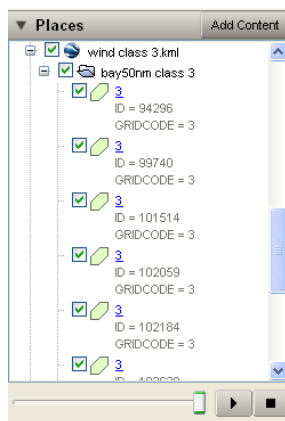 Places
Add Content
wind class 3.kml
bay50nm class 3
3
ID = 94296
GRIDCODE = 3
3
ID = 99740
GRIDCODE = 3
3
ID = 101514
GRIDCODE = 3
3
ID = 102059
GRIDCODE = 3
3
ID = 102184
GRIDCODE = 3
3